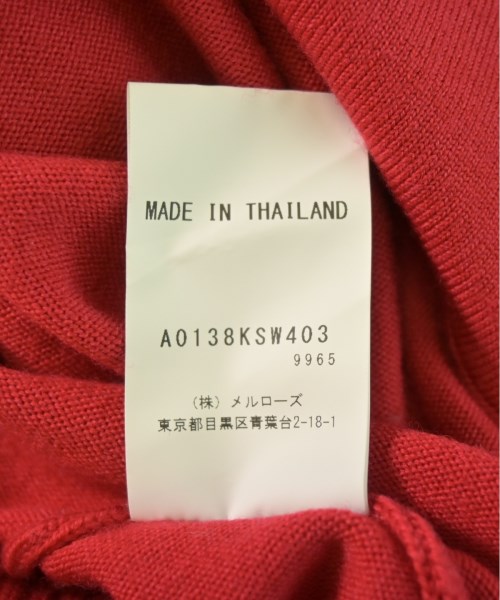 MADE IN THAILAND
A0138KSW403
9965
(株) メルローズ
東京都目黒区青葉台2-18-1